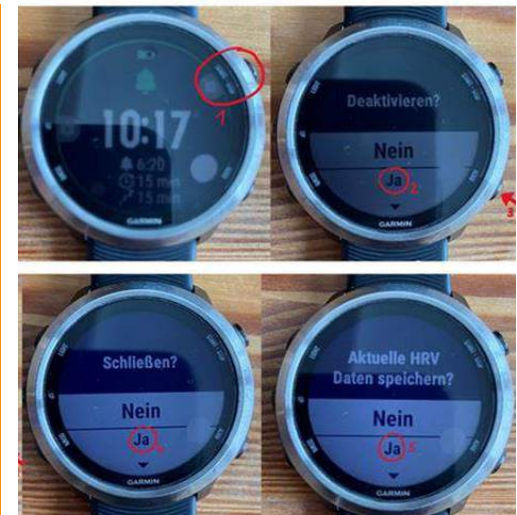 10:17
6:20
15 min
15 min
GARMIN
1
Deaktivieren?
Nein
Ja
2
3
GARMIN
Schließen?
Nein
Ja
GARMIN
Aktuelle HRV
Daten speichern?
Nein
Ja
5
GARMIN